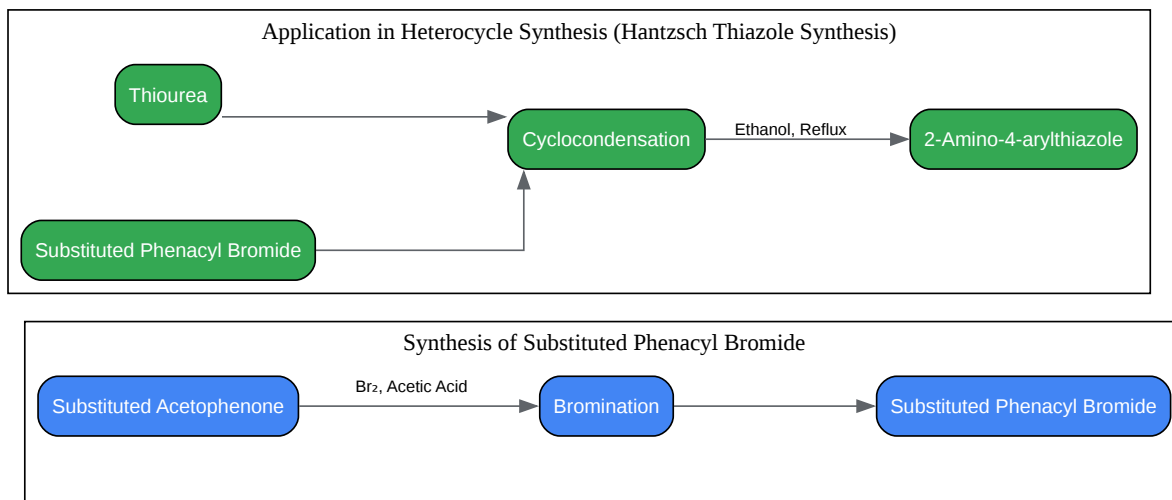 Application in Heterocycle Synthesis (Hantzsch Thiazole Synthesis)
Thiourea
Cyclocondensation
Ethanol, Reflux
2-Amino-4-arylthiazole
Substituted Phenacyl Bromide
Synthesis of Substituted Phenacyl Bromide
Substituted Acetophenone
Br₂, Acetic Acid
Bromination
Substituted Phenacyl Bromide